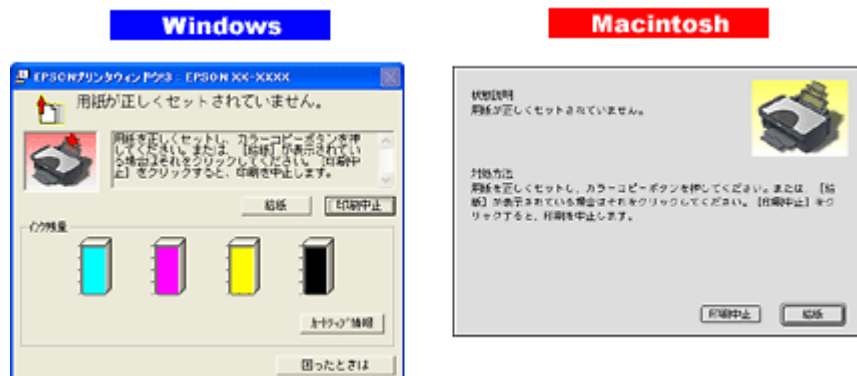 Windows
EPSONプリンタウィンドウ3 : EPSON XX-XXXX
用紙が正しくセットされていません。
用紙を正しくセットし、カラーコピーボタンを押
してください。または、［給紙］が表示されてい
る場合はそれをクリックしてください。［印刷中
止］をクリックすると、印刷を中止します。
給紙
印刷中止
インク残量
カートリッジ情報
困ったときは
Macintosh
状態説明
用紙が正しくセットされていません。
対処方法
用紙を正しくセットし、カラーコピーボタンを押してください。または、［給
紙］が表示されている場合はそれをクリックしてください。［印刷中止］をク
リックすると、印刷を中止します。
印刷中止
給紙